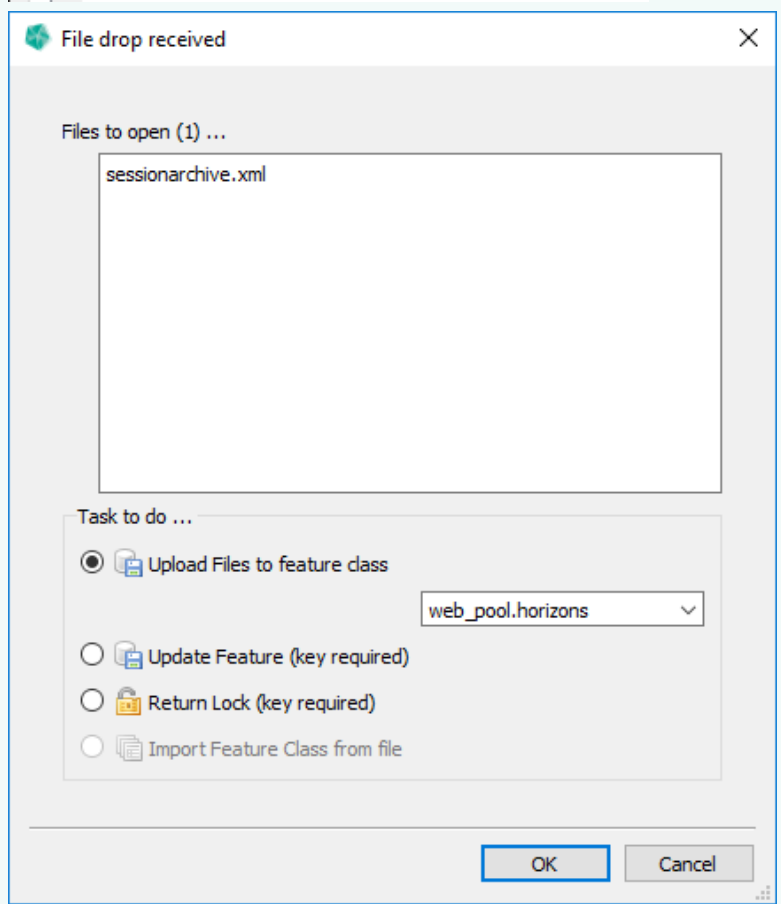 File drop received
Files to open (1) ...
sessionarchive.xml
Task to do ...
Upload Files to feature class
web_pool.horizons
Update Feature (key required)
Return Lock (key required)
Import Feature Class from file
OK
Cancel